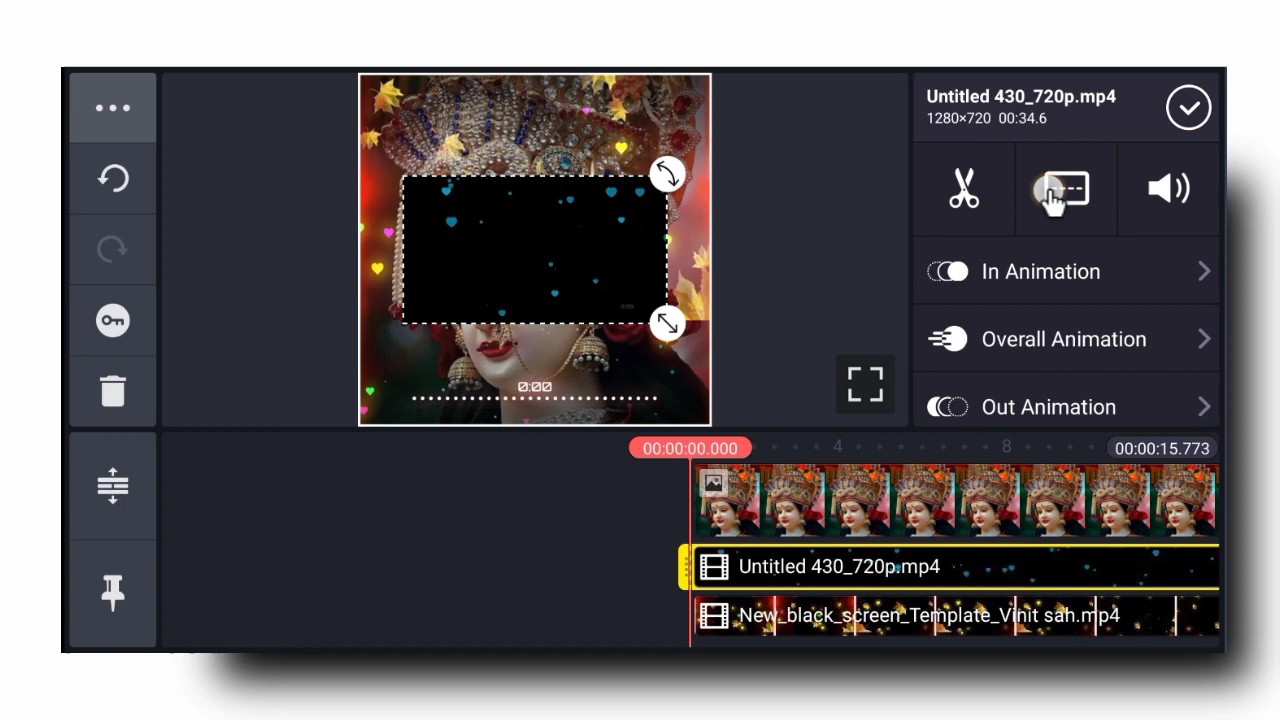 Untitled 430_720p.mp4
1280×720 00:34.6
In Animation
Overall Animation
Out Animation
0:00
00:00:00.000
4
8
00:00:15.773
Untitled 430_720p.mp4
New_black_screen_Template_Vinit sah.mp4